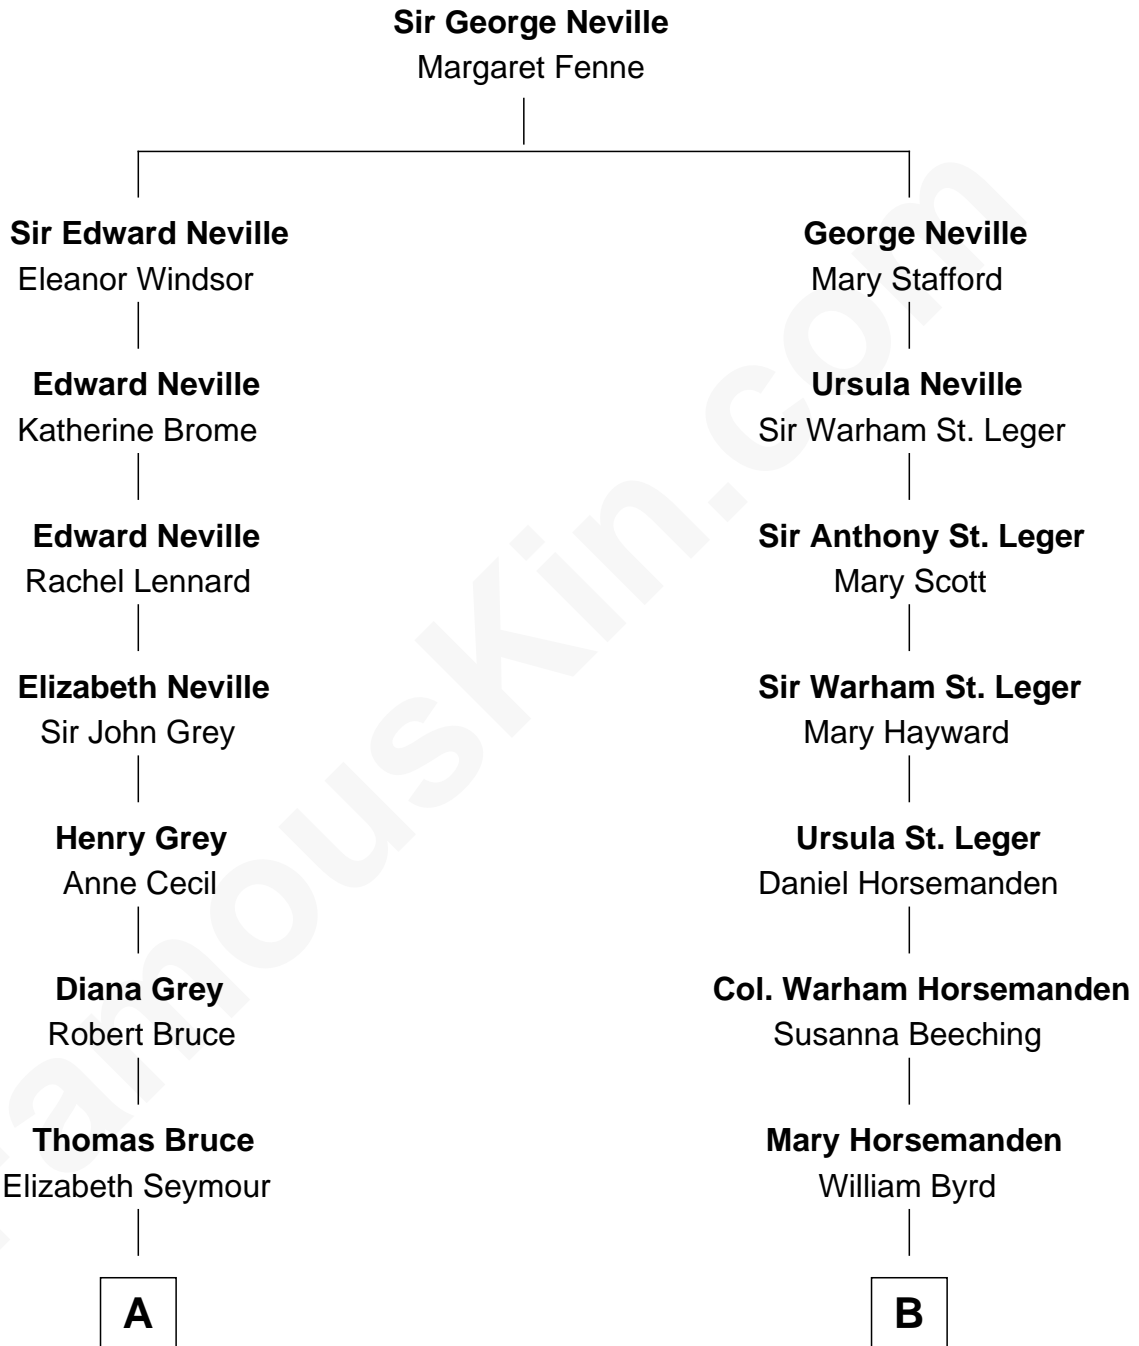 Sir George Neville
Margaret Fenne
Sir Edward Neville
Eleanor Windsor
George Neville
Mary Stafford
Edward Neville
Katherine Brome
Ursula Neville
Sir Warham St. Leger
Edward Neville
Rachel Lennard
Sir Anthony St. Leger
Mary Scott
Elizabeth Neville
Sir John Grey
Sir Warham St. Leger
Mary Hayward
Henry Grey
Anne Cecil
Ursula St. Leger
Daniel Horsemanden
Diana Grey
Robert Bruce
Col. Warham Horsemanden
Susanna Beeching
Thomas Bruce
Elizabeth Seymour
Mary Horsemanden
William Byrd
A
B
FamousKin.com